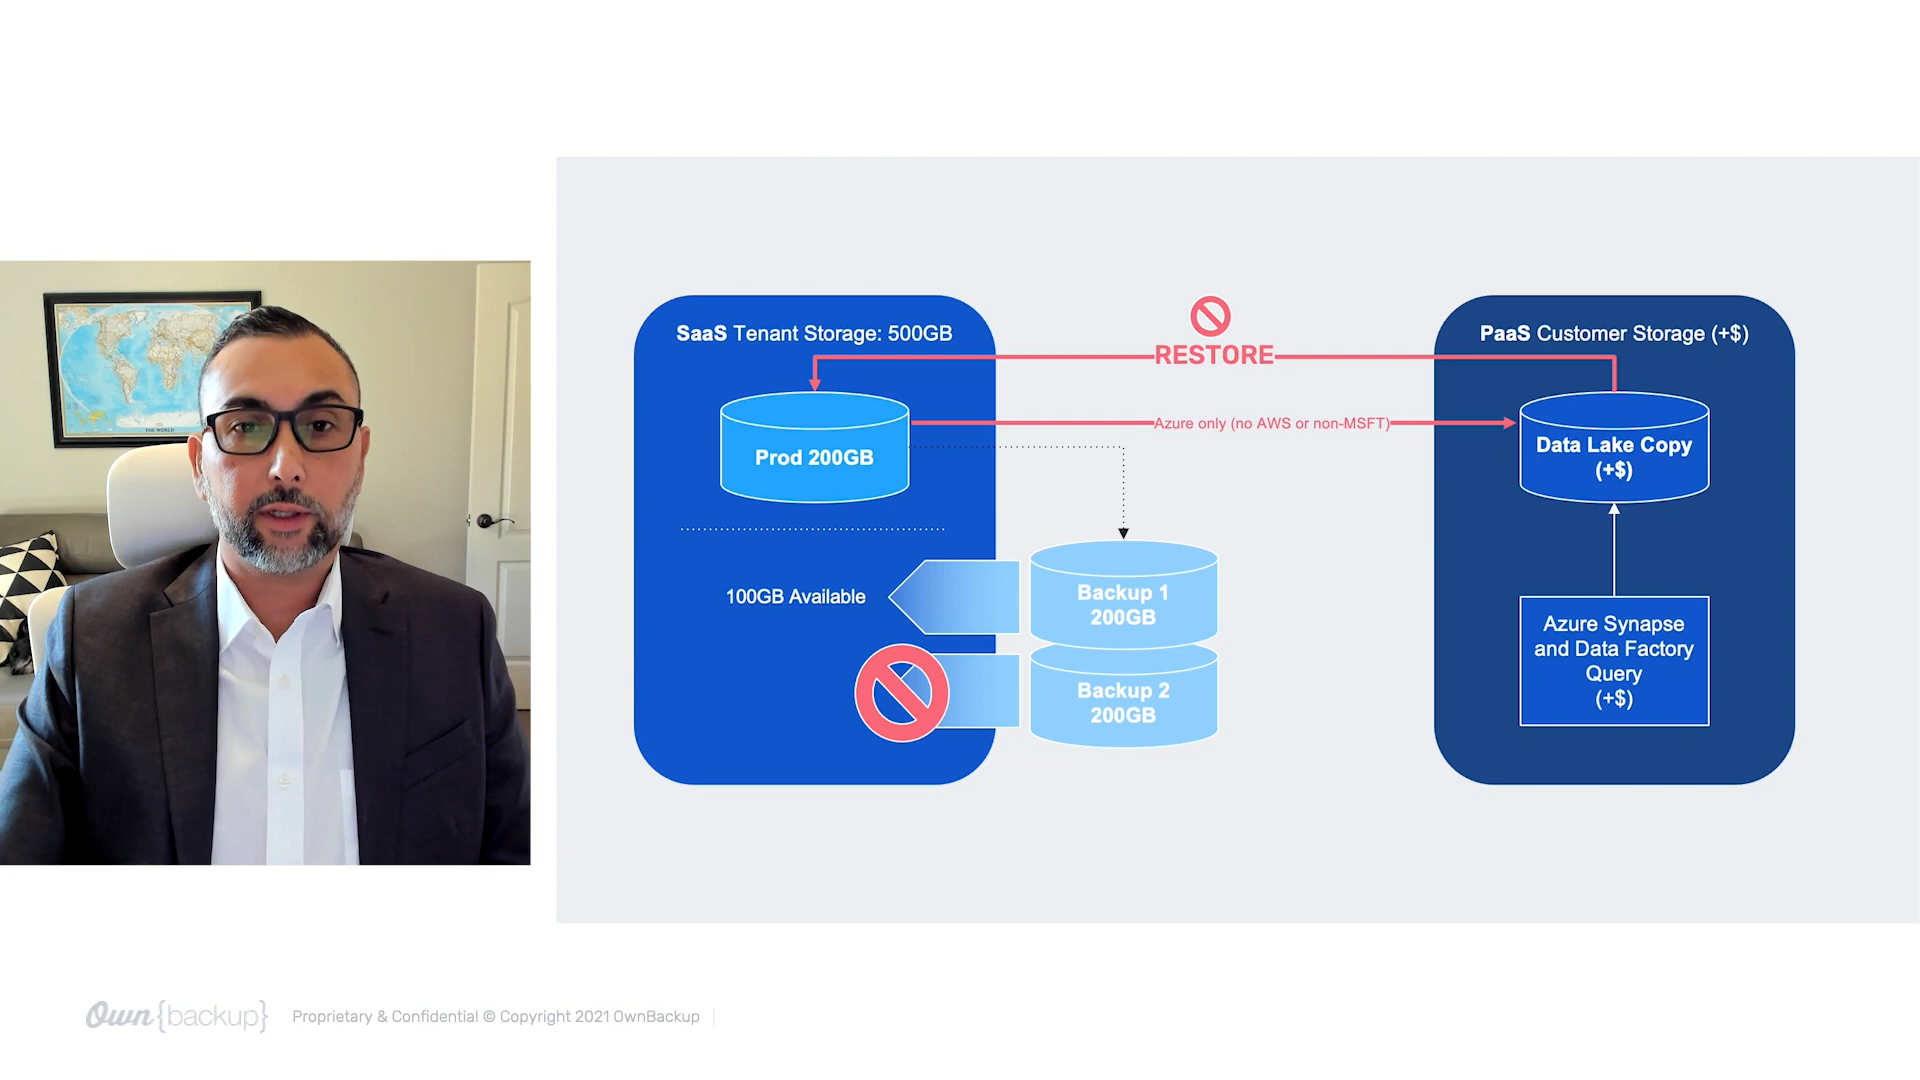 THE WORLD
SaaS Tenant Storage: 500GB
RESTORE
PaaS Customer Storage (+$)
Prod 200GB
Azure only (no AWS or non-MSFT)
Data Lake Copy
(+$)
100GB Available
Backup 1
200GB
Backup 2
200GB
Azure Synapse
and Data Factory
Query
(+$)
Own {backup}
Proprietary & Confidential © Copyright 2021 OwnBackup